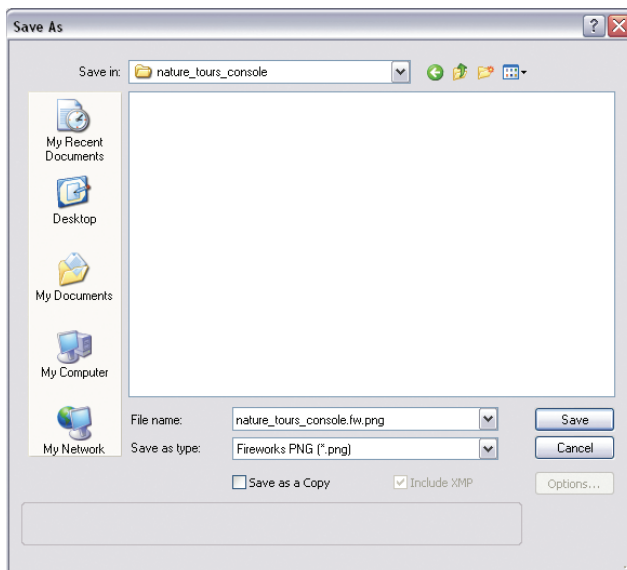 Save As
Save in:
nature_tours_console
My Recent
Documents
Desktop
My Documents
My Computer
My Network
File name:
nature_tours_console.fw.png
Save
Save as type:
Fireworks PNG (*.png)
Cancel
Save as a Copy
Include XMP
Options...